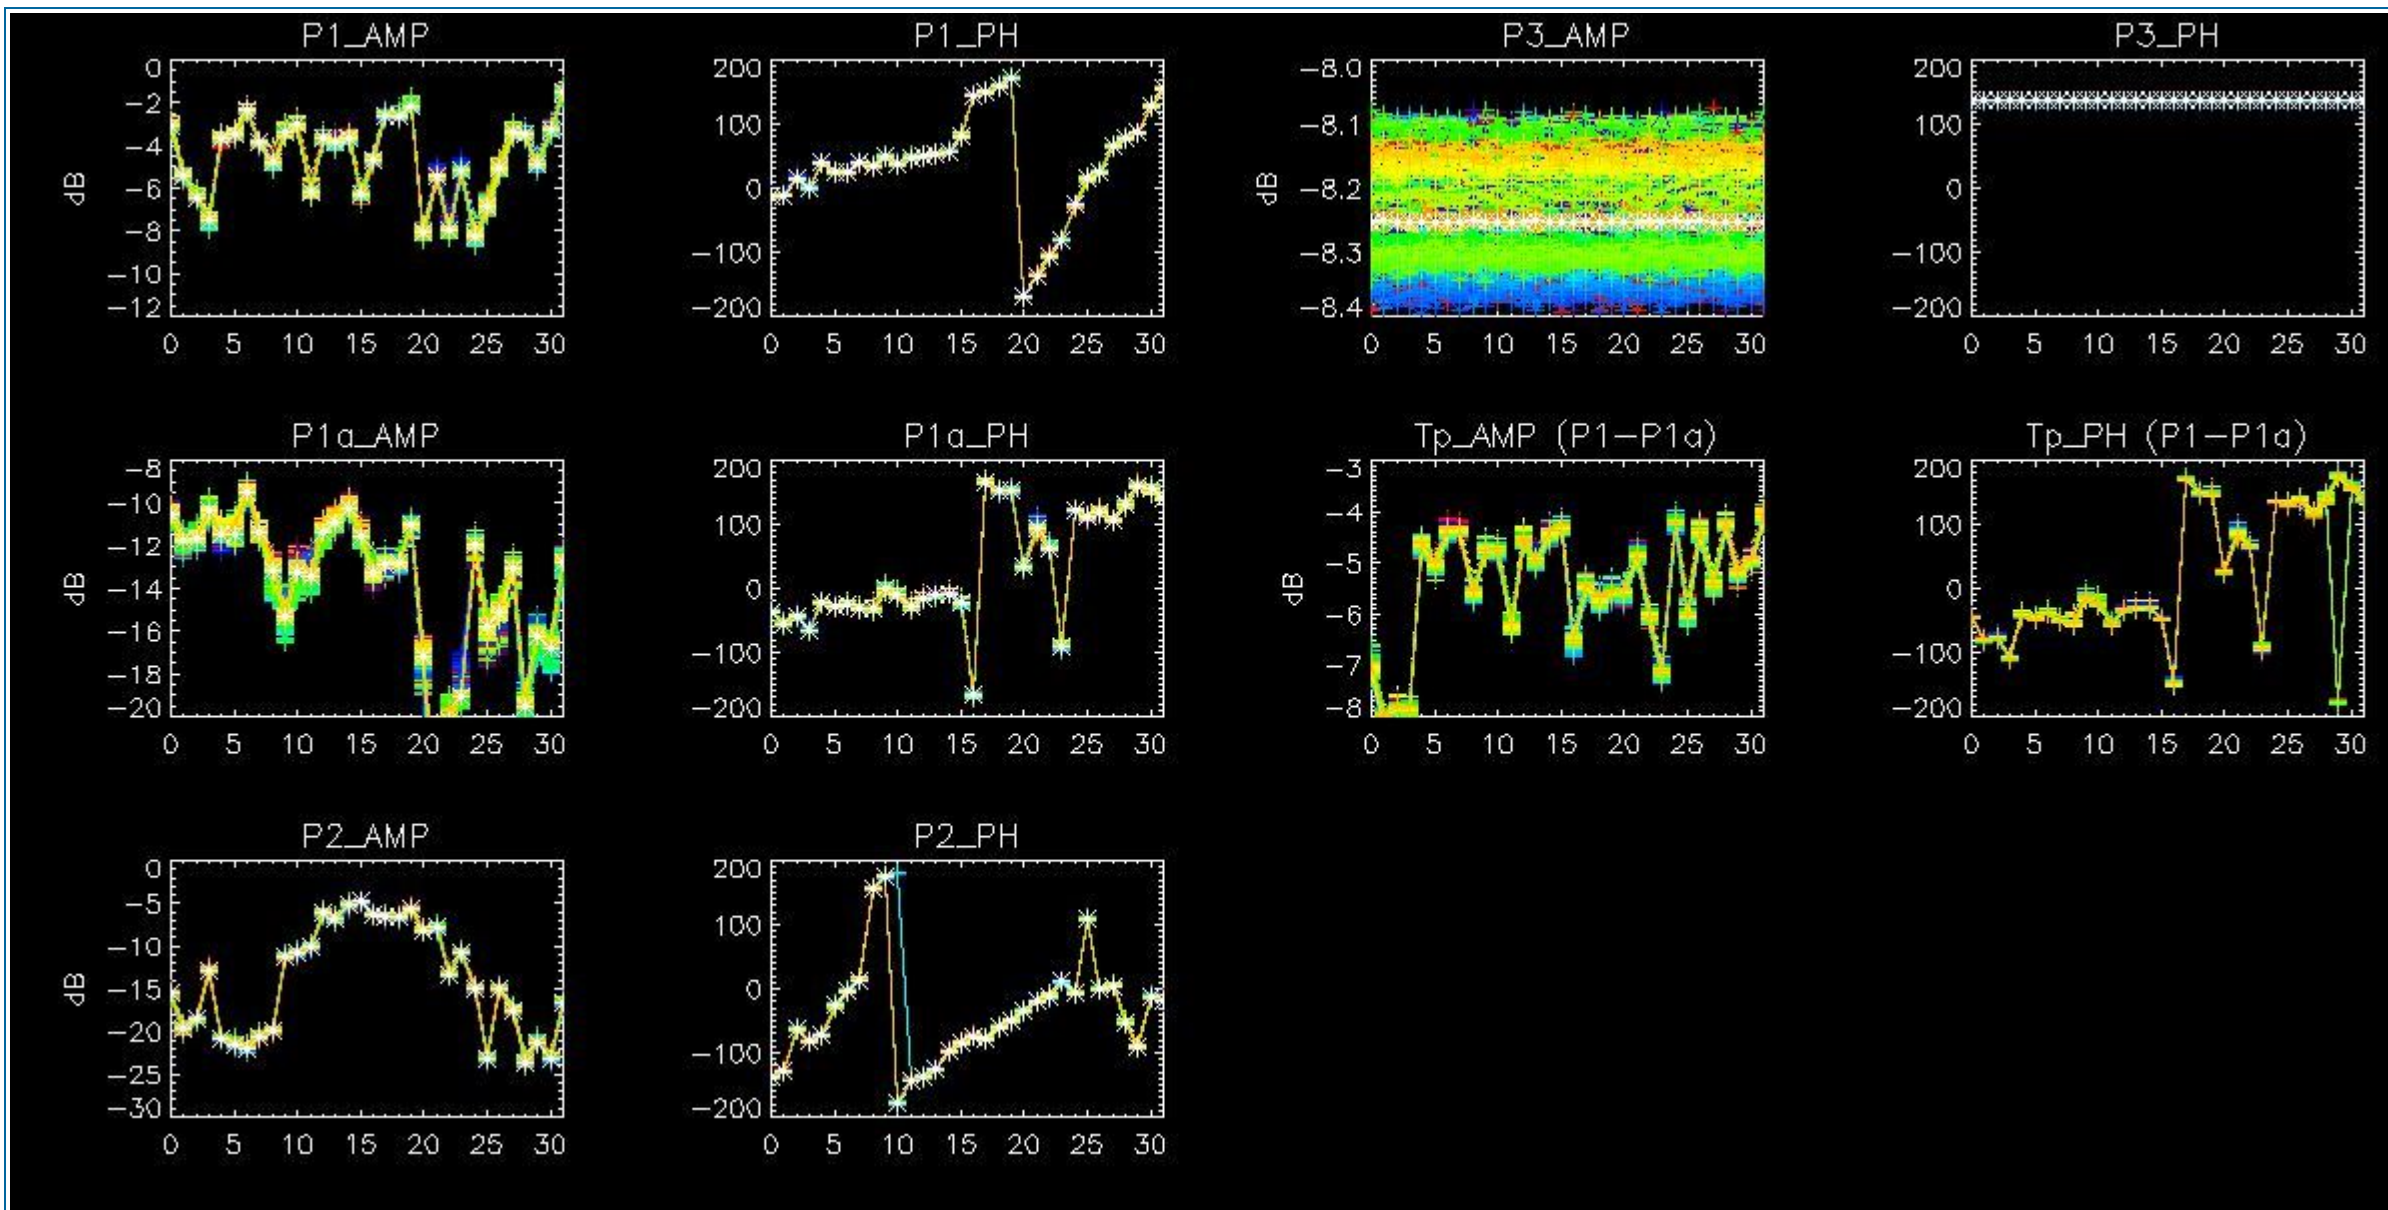 P1_AMP P1_PH P3_AMP P3_PH
0 200 -8.0 200
-2 100 -8.1 100
-4 0 -8.2 0
-6 -100 -8.3 -100
-8 -200 -8.4 -200
-10
-12
dB dB
0 5 10 15 20 25 30 0 5 10 15 20 25 30 0 5 10 15 20 25 30 0 5 10 15 20 25 30
P1a_AMP P1a_PH Tp_AMP (P1-P1a) Tp_PH (P1-P1a)
-8 200 -3 200
-10 100 -4 100
-12 0 -5 0
-14 -100 -6 -100
-16 -200 -7 -200
-18 -8
-20
dB dB
0 5 10 15 20 25 30 0 5 10 15 20 25 30 0 5 10 15 20 25 30 0 5 10 15 20 25 30
P2_AMP P2_PH
0 200
-5 100
-10 0
-15 -100
-20 -200
-25
-30
dB
0 5 10 15 20 25 30 0 5 10 15 20 25 30